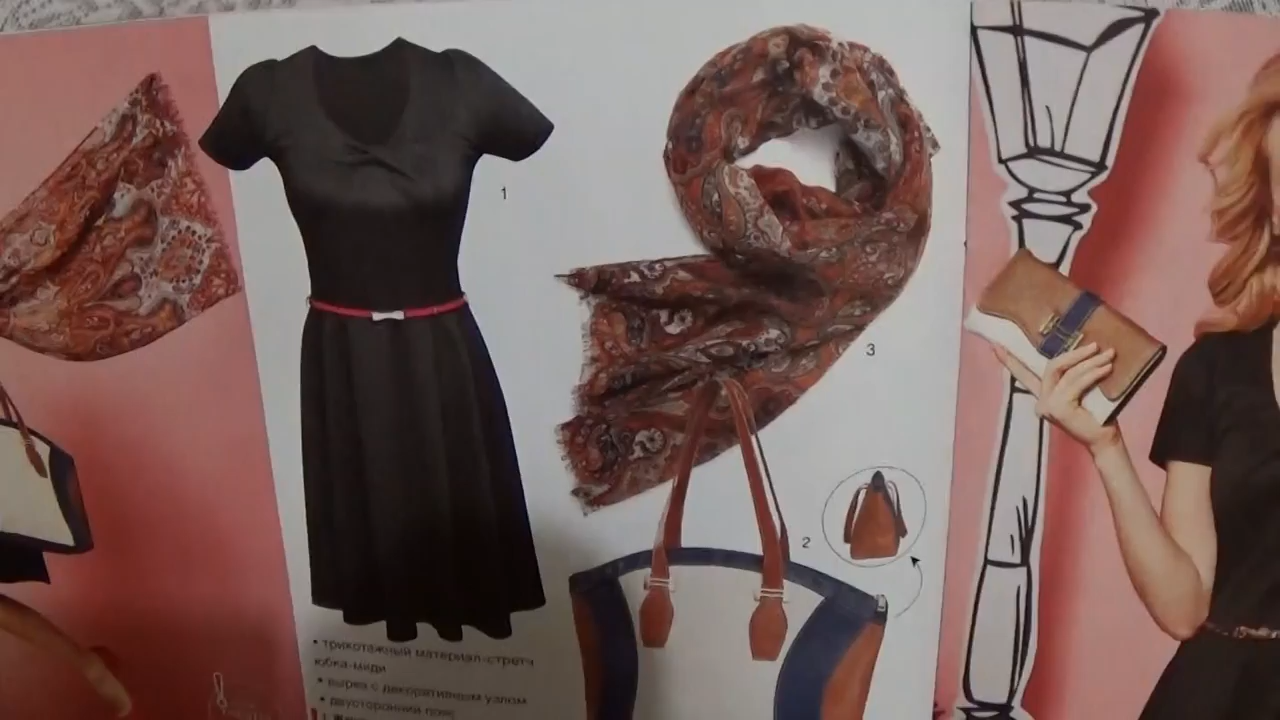 1
3
2
• трикотажный материал-стретч
юбка-миди
• вырез с декоративным узлом
• двусторонний пояс